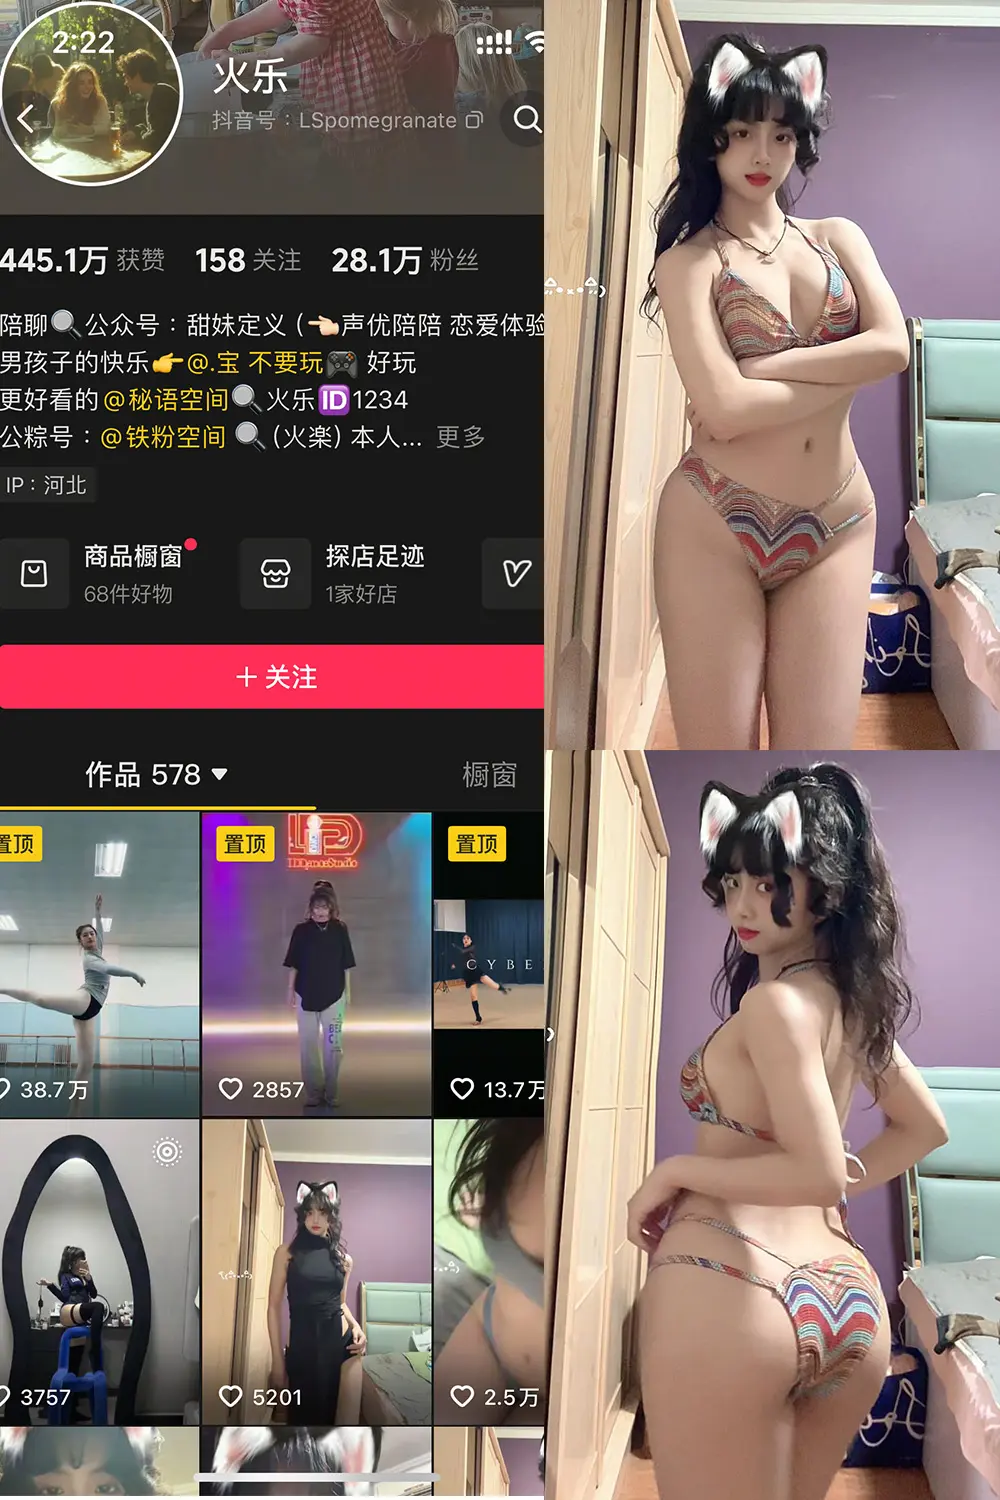 2:22
火乐
抖音号：LSpomegranate
445.1万 获赞 158 关注 28.1万 粉丝
陪聊🔍公众号：甜妹定义 (👈🏻声优陪陪 恋爱体验
男孩子的快乐👉@.宝 不要玩🎮 好玩
更好看的@秘语空间🔍火乐🆔1234
公粽号：@铁粉空间 🔍(火楽) 本人... 更多
IP：河北
商品橱窗
68件好物
探店足迹
1家好店
＋关注
作品 578 ▼
橱窗
置顶
置顶
置顶
CYBE
38.7万
2857
13.7万
3757
5201
2.5万